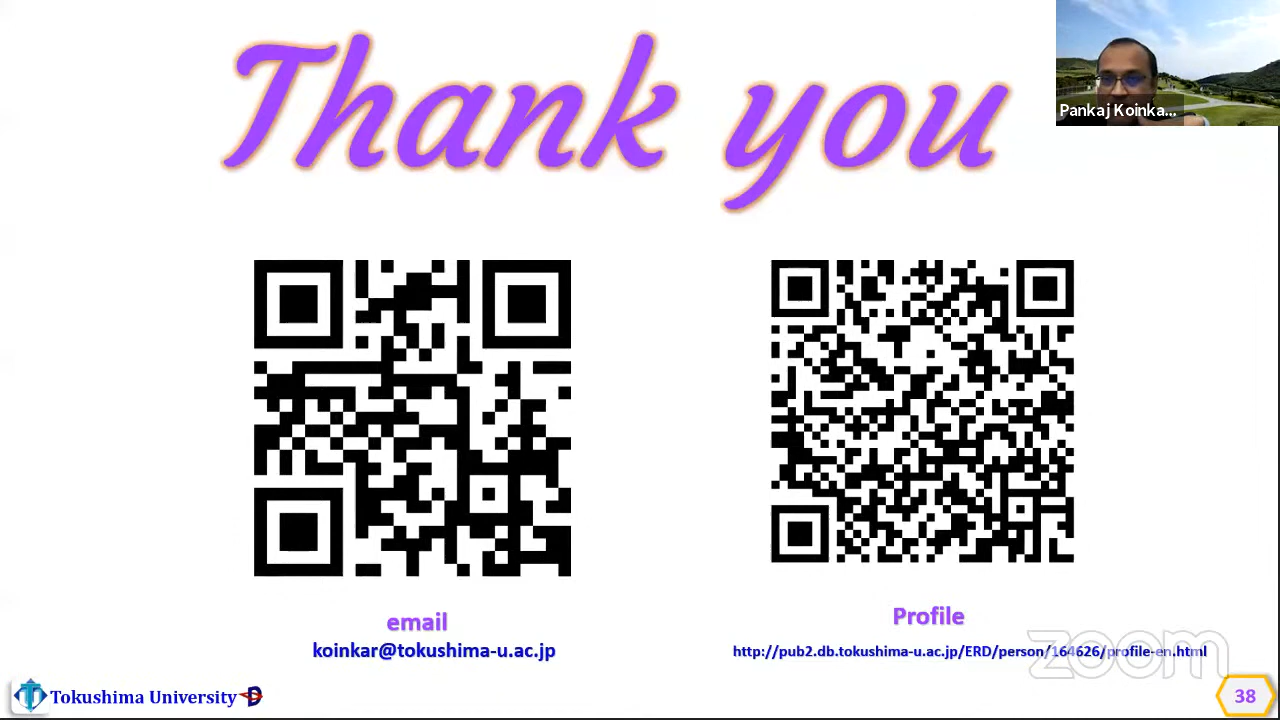 Thank you
Pankaj Koinka...
email
koinkar@tokushima-u.ac.jp
Profile
http://pub2.db.tokushima-u.ac.jp/ERD/person/164626/profile-en.html
zoom
Tokushima University
38